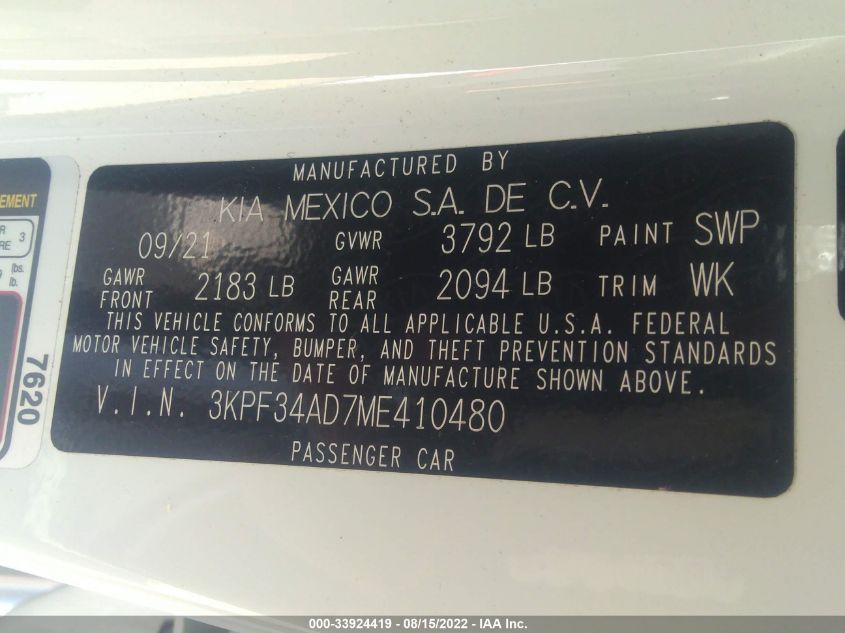 MANUFACTURED BY
KIA MEXICO S.A. DE C.V.
09/21 GVWR 3792 LB PAINT SWP
GAWR FRONT 2183 LB GAWR REAR 2094 LB TRIM WK
THIS VEHICLE CONFORMS TO ALL APPLICABLE U.S.A. FEDERAL
MOTOR VEHICLE SAFETY, BUMPER, AND THEFT PREVENTION STANDARDS
IN EFFECT ON THE DATE OF MANUFACTURE SHOWN ABOVE.
V.I.N. 3KPF34AD7ME410480
PASSENGER CAR
3
lbs.
lb.
7620
000-33924419 - 08/15/2022 - IAA Inc.